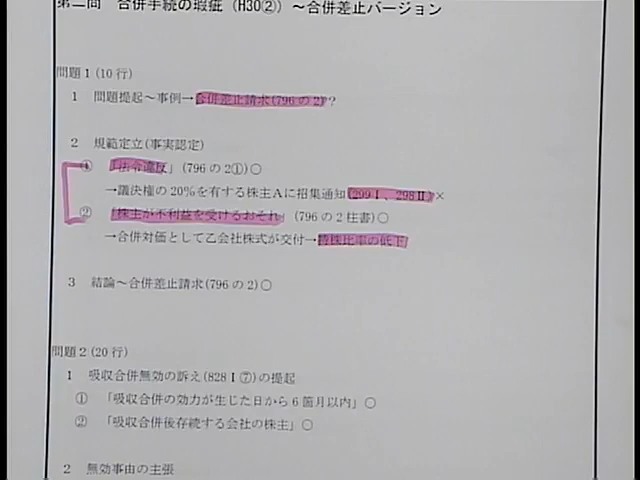 第二問 合併手続の瑕疵(H30②)~合併差止バージョン
問題1(10行)
1 問題提起~事例→合併差止請求(796の2)?
2 規範定立(事実認定)
① 「法令違反」(796の2①)○
→議決権の20%を有する株主Aに招集通知(299Ⅰ、298Ⅱ)×
② 「株主が不利益を受けるおそれ」(796の2柱書)○
→合併対価として乙会社株式が交付→持株比率の低下
3 結論~合併差止請求(796の2)○
問題2(20行)
1 吸収合併無効の訴え(828Ⅰ⑦)の提起
① 「吸収合併の効力が生じた日から6箇月以内」○
② 「吸収合併後存続する会社の株主」○
2 無効事由の主張